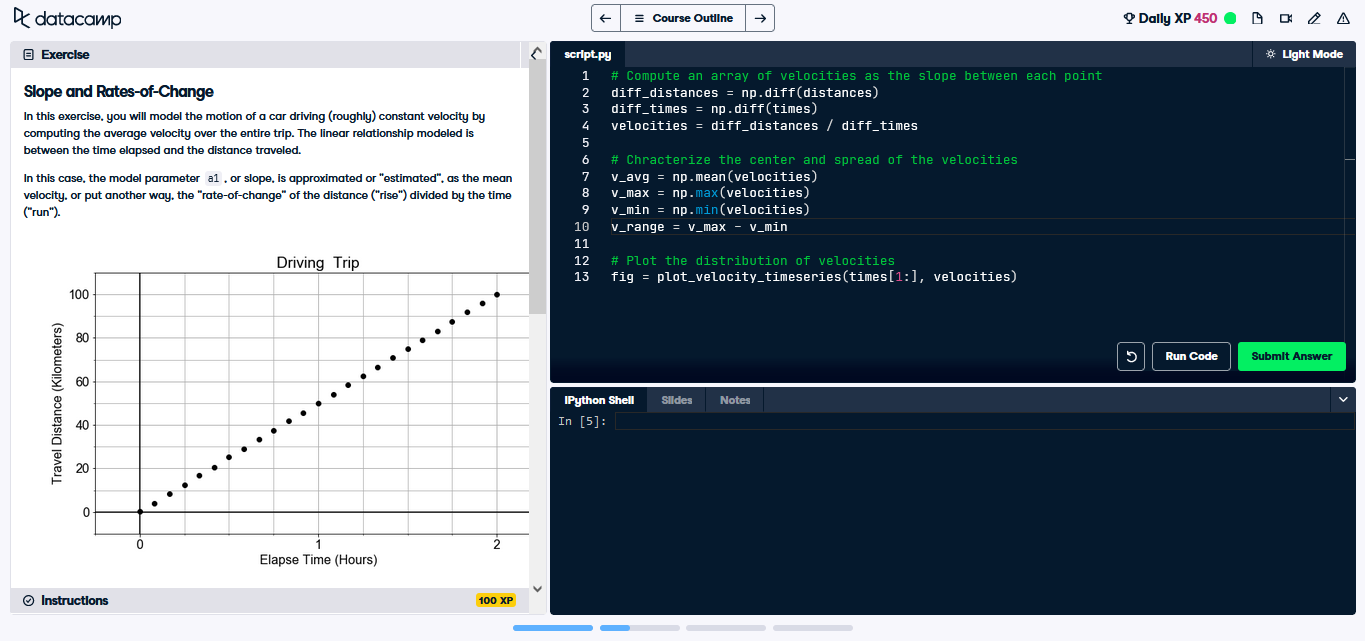 datacamp
Course Outline
Daily XP 450
Exercise
Slope and Rates-of-Change
In this exercise, you will model the motion of a car driving (roughly) constant velocity by
computing the average velocity over the entire trip. The linear relationship modeled is
between the time elapsed and the distance traveled.
In this case, the model parameter a1 , or slope, is approximated or "estimated", as the mean
velocity, or put another way, the "rate-of-change" of the distance ("rise") divided by the time
("run").
Driving Trip
Travel Distance (Kilometers)
100
80
60
40
20
0
0 1 2
Elapse Time (Hours)
Instructions
100 XP
script.py
Light Mode
1 # Compute an array of velocities as the slope between each point
2 diff_distances = np.diff(distances)
3 diff_times = np.diff(times)
4 velocities = diff_distances / diff_times
5
6 # Chracterize the center and spread of the velocities
7 v_avg = np.mean(velocities)
8 v_max = np.max(velocities)
9 v_min = np.min(velocities)
10 v_range = v_max - v_min
11
12 # Plot the distribution of velocities
13 fig = plot_velocity_timeseries(times[1:], velocities)
Run Code
Submit Answer
IPython Shell
Slides
Notes
In [5]: